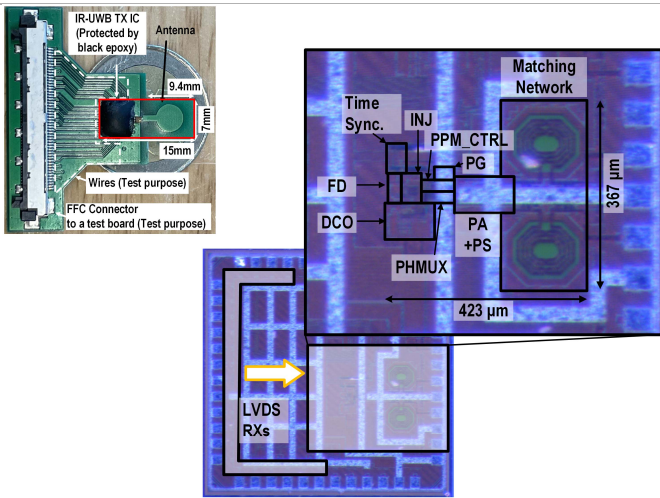 IR-UWB TX IC
(Protected by
black epoxy)
Antenna
9.4mm
7mm
15mm
Wires (Test purpose)
FFC Connector
to a test board (Test purpose)
Matching
Network
Time
Sync.
INJ
PPM_CTRL
PG
FD
DCO
PHMUX
PA
+PS
367 µm
423 µm
LVDS
RXs